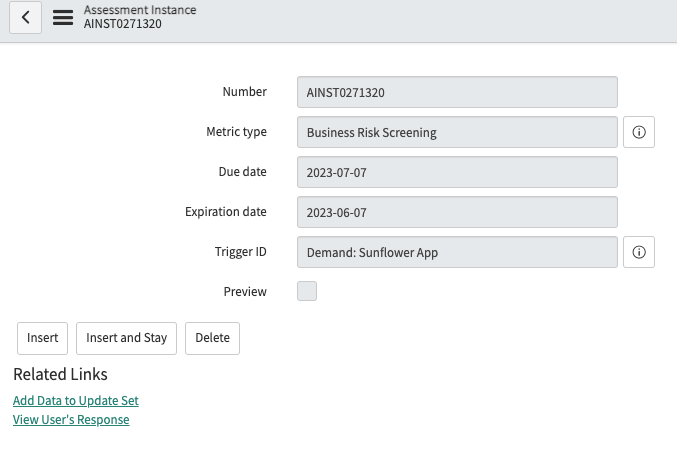 Assessment Instance
AINST0271320
Number AINST0271320
Metric type Business Risk Screening
Due date 2023-07-07
Expiration date 2023-06-07
Trigger ID Demand: Sunflower App
Preview
Insert Insert and Stay Delete
Related Links
Add Data to Update Set
View User's Response